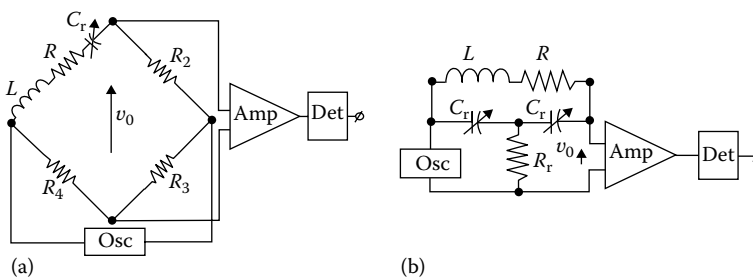 C_r
R
L
R_2
v_0
Amp
Det
R_4
R_3
Osc
(a)
L
R
C_r
C_r
v_0
Osc
R_r
Amp
Det
(b)